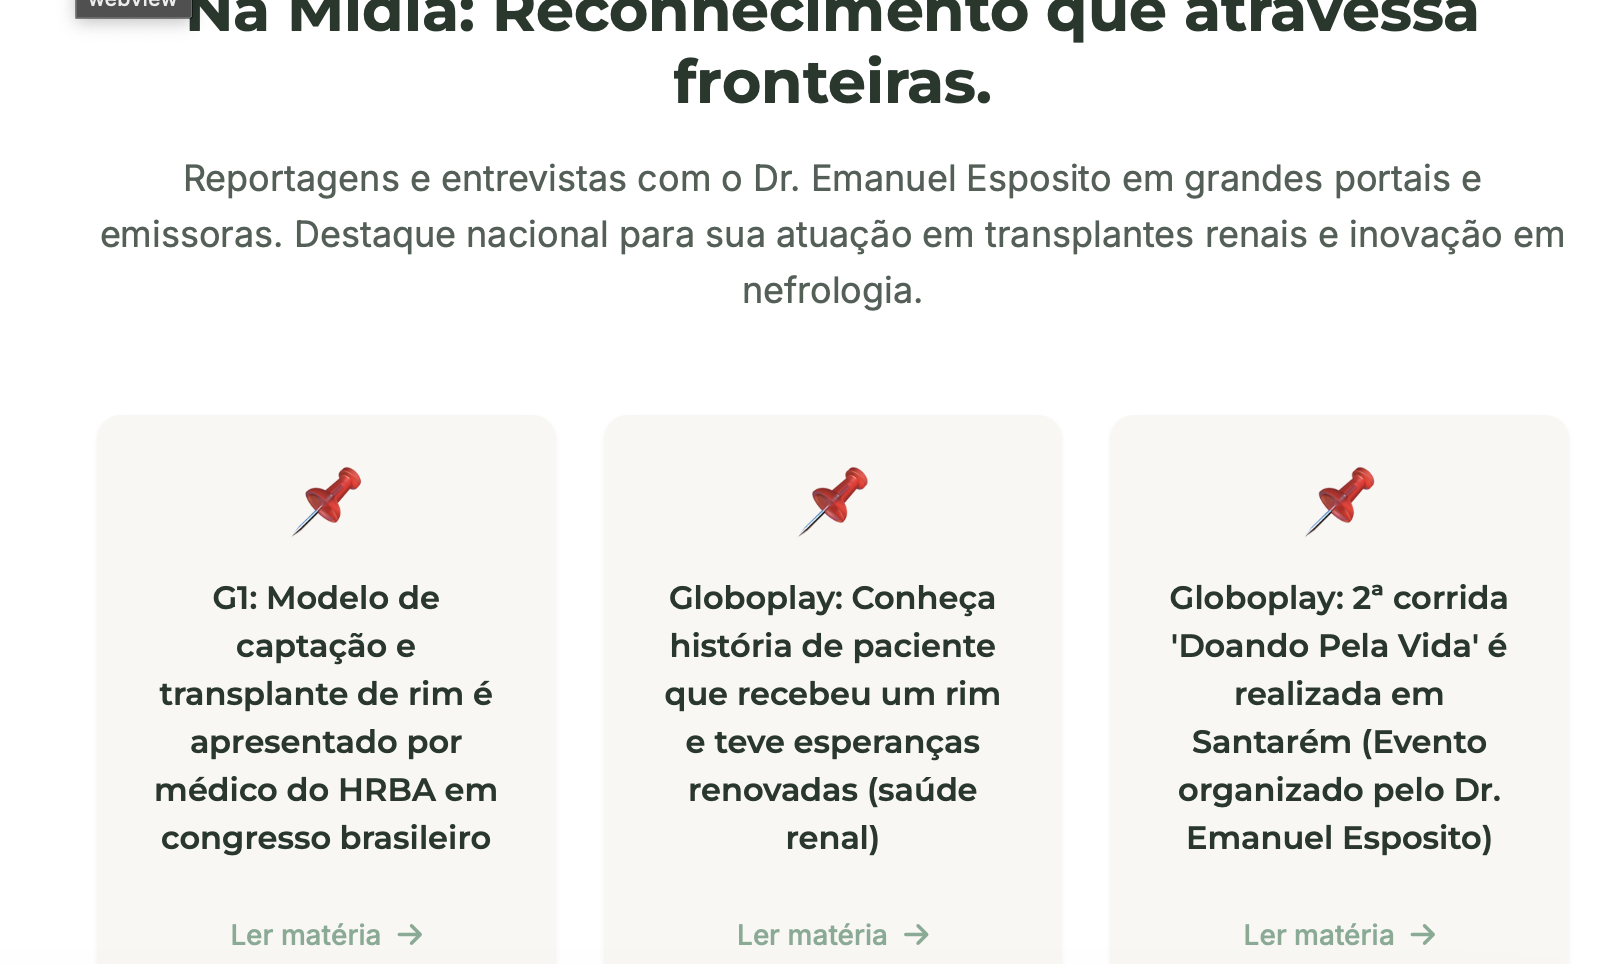 webview
Na Mídia: Reconhecimento que atravessa
fronteiras.
Reportagens e entrevistas com o Dr. Emanuel Esposito em grandes portais e
emissoras. Destaque nacional para sua atuação em transplantes renais e inovação em
nefrologia.
G1: Modelo de
captação e
transplante de rim é
apresentado por
médico do HRBA em
congresso brasileiro
Ler matéria →
Globoplay: Conheça
história de paciente
que recebeu um rim
e teve esperanças
renovadas (saúde
renal)
Ler matéria →
Globoplay: 2ª corrida
'Doando Pela Vida' é
realizada em
Santarém (Evento
organizado pelo Dr.
Emanuel Esposito)
Ler matéria →